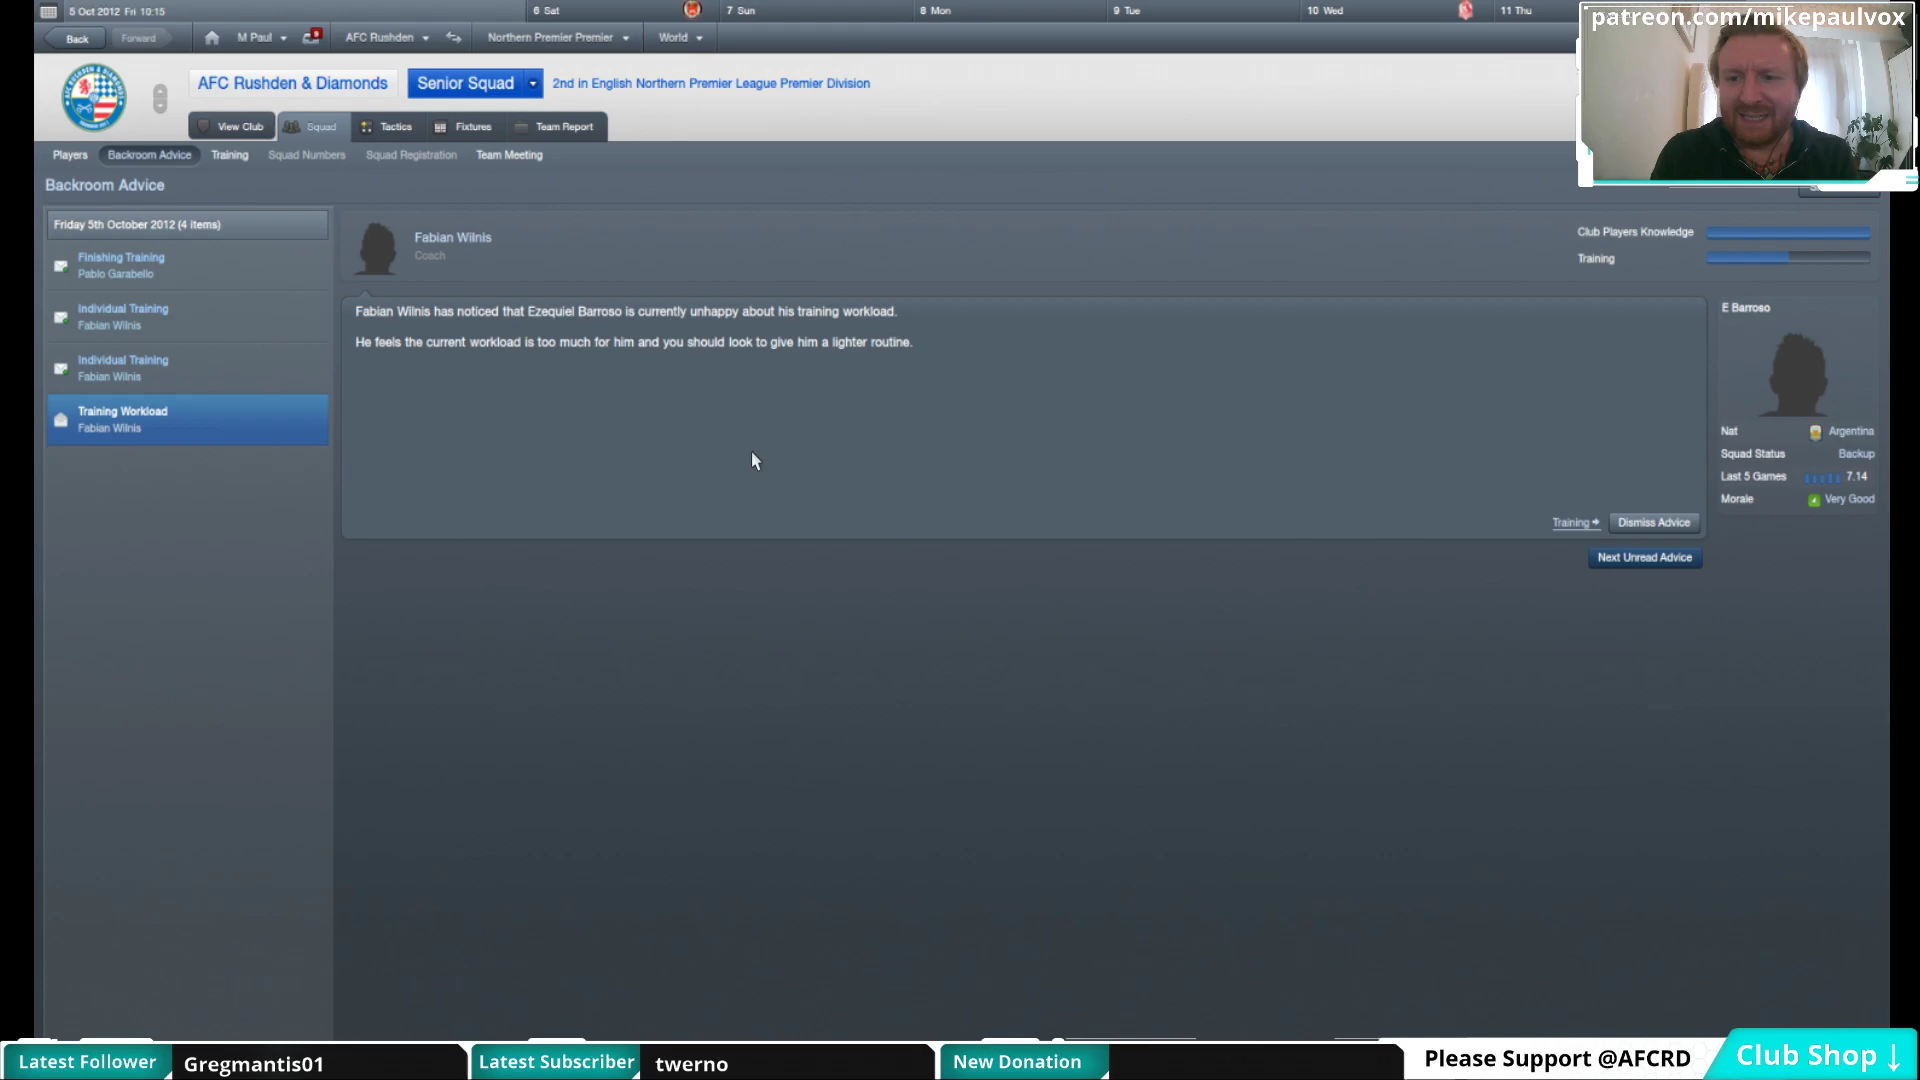 5 Oct 2012 Fri 10:15
6 Sat
7 Sun
8 Mon
9 Tue
10 Wed
11 Thu
patreon.com/mikepaulvox
Back
Forward
M Paul
AFC Rushden
Northern Premier Premier
World
AFC Rushden & Diamonds
Senior Squad
2nd in English Northern Premier League Premier Division
View Club
Squad
Tactics
Fixtures
Team Report
Players
Backroom Advice
Training
Squad Numbers
Squad Registration
Team Meeting
Backroom Advice
Friday 5th October 2012 (4 items)
Finishing Training
Pablo Garabello
Individual Training
Fabian Wilnis
Individual Training
Fabian Wilnis
Training Workload
Fabian Wilnis
Fabian Wilnis
Coach
Club Players Knowledge
Training
Fabian Wilnis has noticed that Ezequiel Barroso is currently unhappy about his training workload.
He feels the current workload is too much for him and you should look to give him a lighter routine.
Training
Dismiss Advice
Next Unread Advice
E Barroso
Nat Argentina
Squad Status Backup
Last 5 Games 7.14
Morale Very Good
Latest Follower
Gregmantis01
Latest Subscriber
twerno
New Donation
Please Support @AFCRD
Club Shop ↓